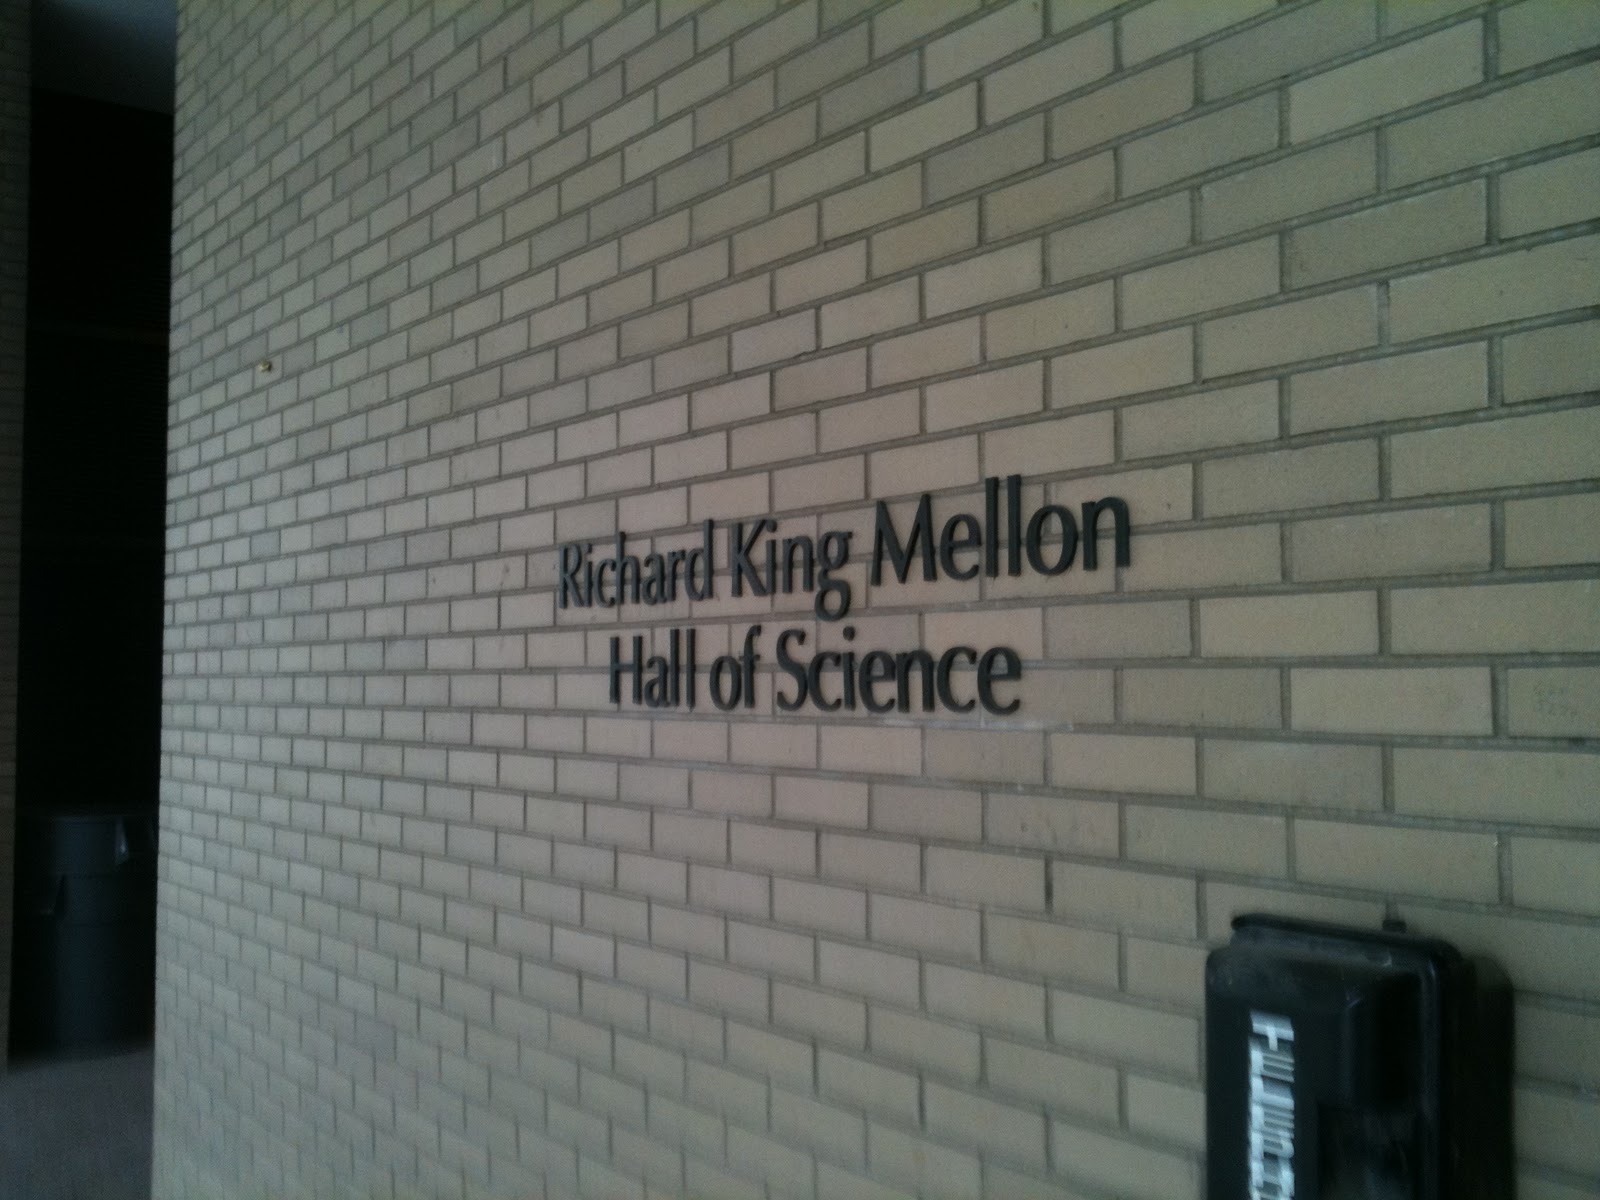 Richard King Mellon
Hall of Science